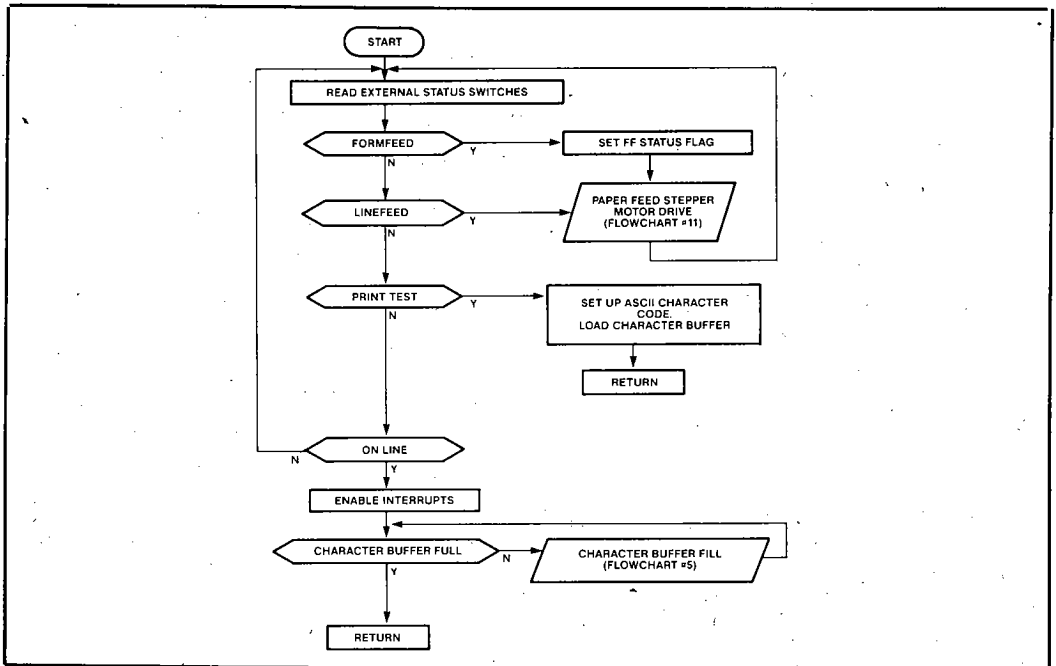 START
READ EXTERNAL STATUS SWITCHES
FORMFEED
Y
N
SET FF STATUS FLAG
LINEFEED
Y
N
PAPER FEED STEPPER
MOTOR DRIVE
(FLOWCHART #11)
PRINT TEST
Y
N
SET UP ASCII CHARACTER
CODE.
LOAD CHARACTER BUFFER
RETURN
ON LINE
N
Y
ENABLE INTERRUPTS
CHARACTER BUFFER FULL
N
Y
CHARACTER BUFFER FILL
(FLOWCHART #5)
RETURN